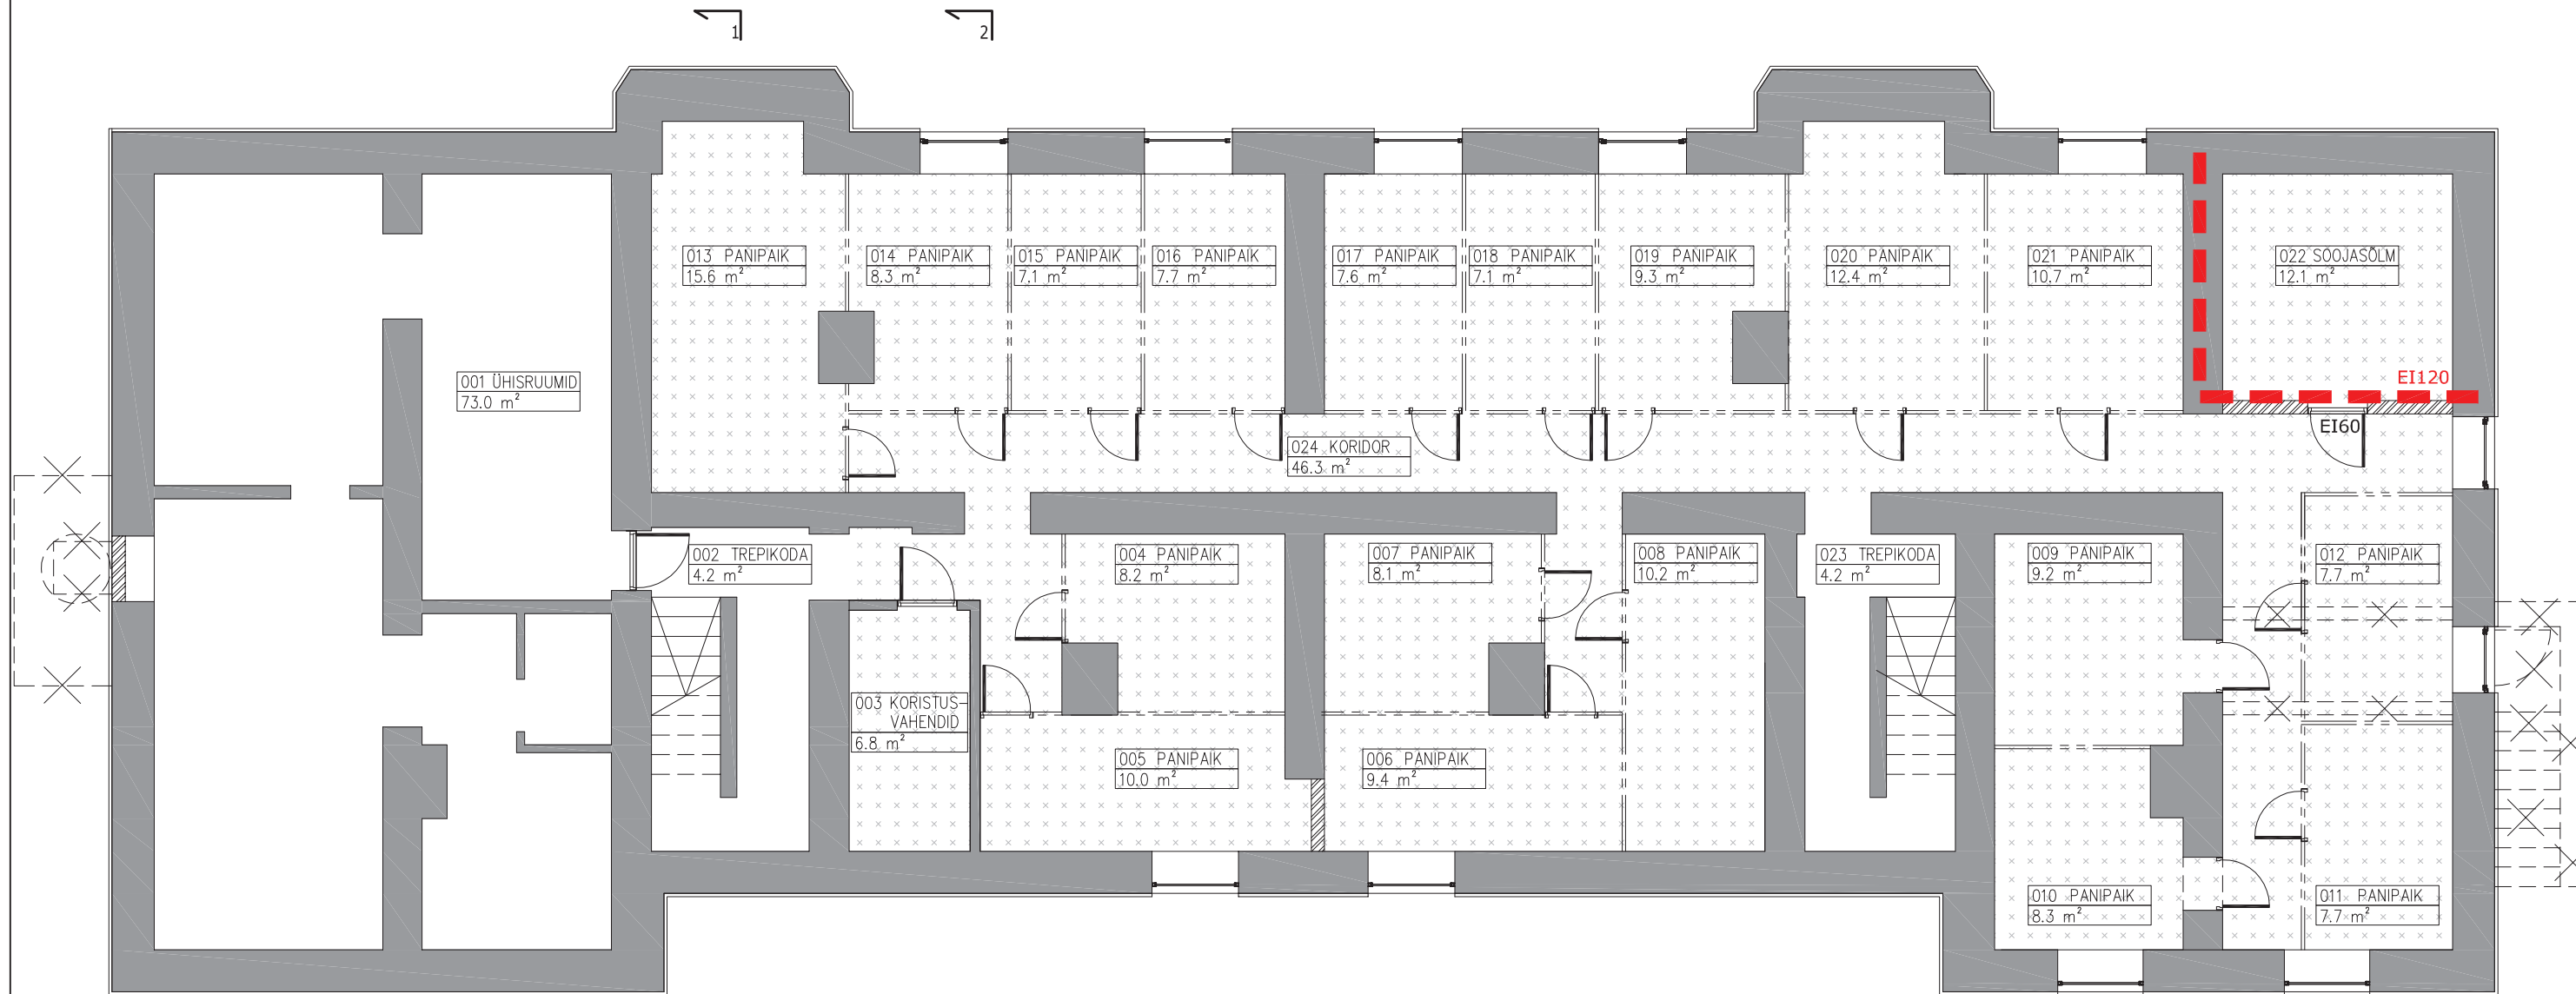 1
2
013 PANIPAIK
15.6 m²
014 PANIPAIK
8.3 m²
015 PANIPAIK
7.1 m²
016 PANIPAIK
7.7 m²
017 PANIPAIK
7.6 m²
018 PANIPAIK
7.1 m²
019 PANIPAIK
9.3 m²
020 PANIPAIK
12.4 m²
021 PANIPAIK
10.7 m²
022 SOOJASÕLM
12.1 m²
EI120
EI60
001 ÜHISRUUMID
73.0 m²
024 KORIDOR
46.3 m²
002 TREPIKODA
4.2 m²
004 PANIPAIK
8.2 m²
007 PANIPAIK
8.1 m²
008 PANIPAIK
10.2 m²
023 TREPIKODA
4.2 m²
009 PANIPAIK
9.2 m²
012 PANIPAIK
7.7 m²
003 KORISTUS-
VAHENDID
6.8 m²
005 PANIPAIK
10.0 m²
006 PANIPAIK
9.4 m²
010 PANIPAIK
8.3 m²
011 PANIPAIK
7.7 m²